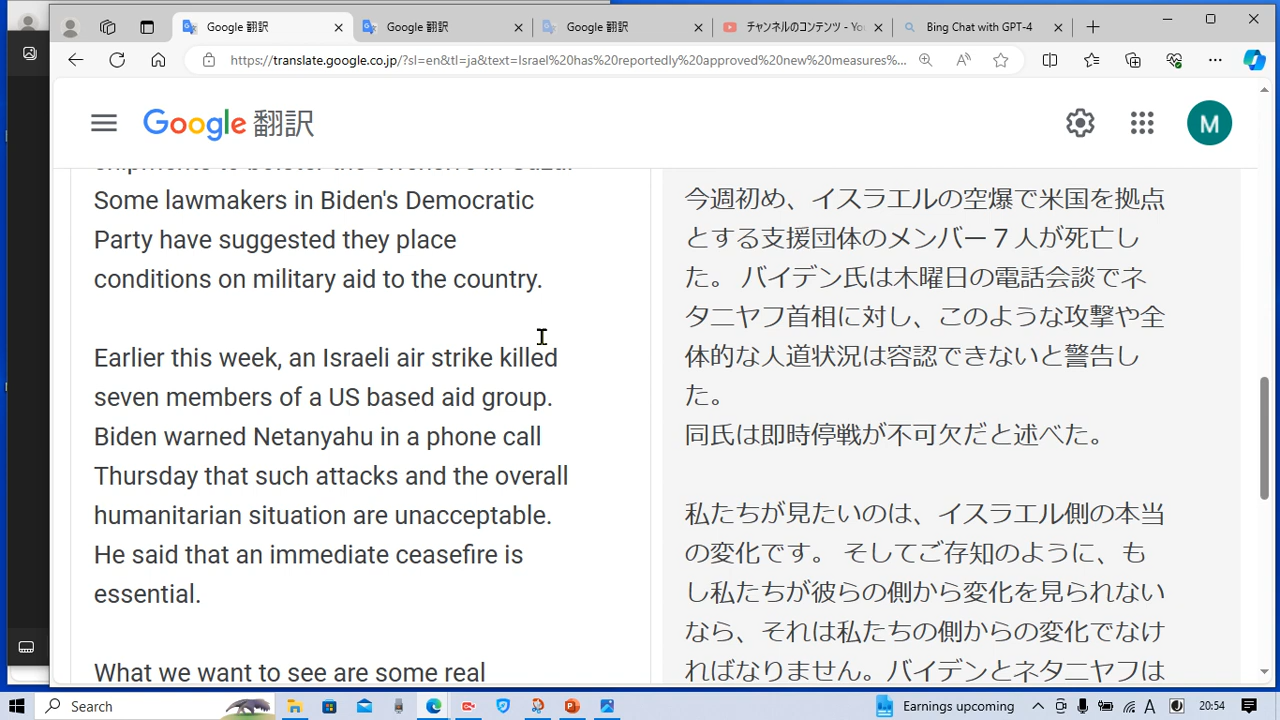 Google 翻訳
Google 翻訳
Google 翻訳
チャンネルのコンテンツ - You
Bing Chat with GPT-4
https://translate.google.co.jp/?sl=en&tl=ja&text=Israel%20has%20reportedly%20approved%20new%20measures%...
Google 翻訳
M
shipments to bolster the offensive in Gaza.
Some lawmakers in Biden's Democratic
Party have suggested they place
conditions on military aid to the country.
Earlier this week, an Israeli air strike killed
seven members of a US based aid group.
Biden warned Netanyahu in a phone call
Thursday that such attacks and the overall
humanitarian situation are unacceptable.
He said that an immediate ceasefire is
essential.
What we want to see are some real
今週初め、イスラエルの空爆で米国を拠点
とする支援団体のメンバー 7 人が死亡し
た。 バイデン氏は木曜日の電話会談でネ
タニヤフ首相に対し、このような攻撃や全
体的な人道状況は容認できないと警告し
た。
同氏は即時停戦が不可欠だと述べた。
私たちが見たいのは、イスラエル側の本当
の変化です。 そしてご存知のように、も
し私たちが彼らの側から変化を見られない
なら、それは私たちの側からの変化でなけ
ればなりません。バイデンとネタニヤフは
Search
Earnings upcoming
A
20:54